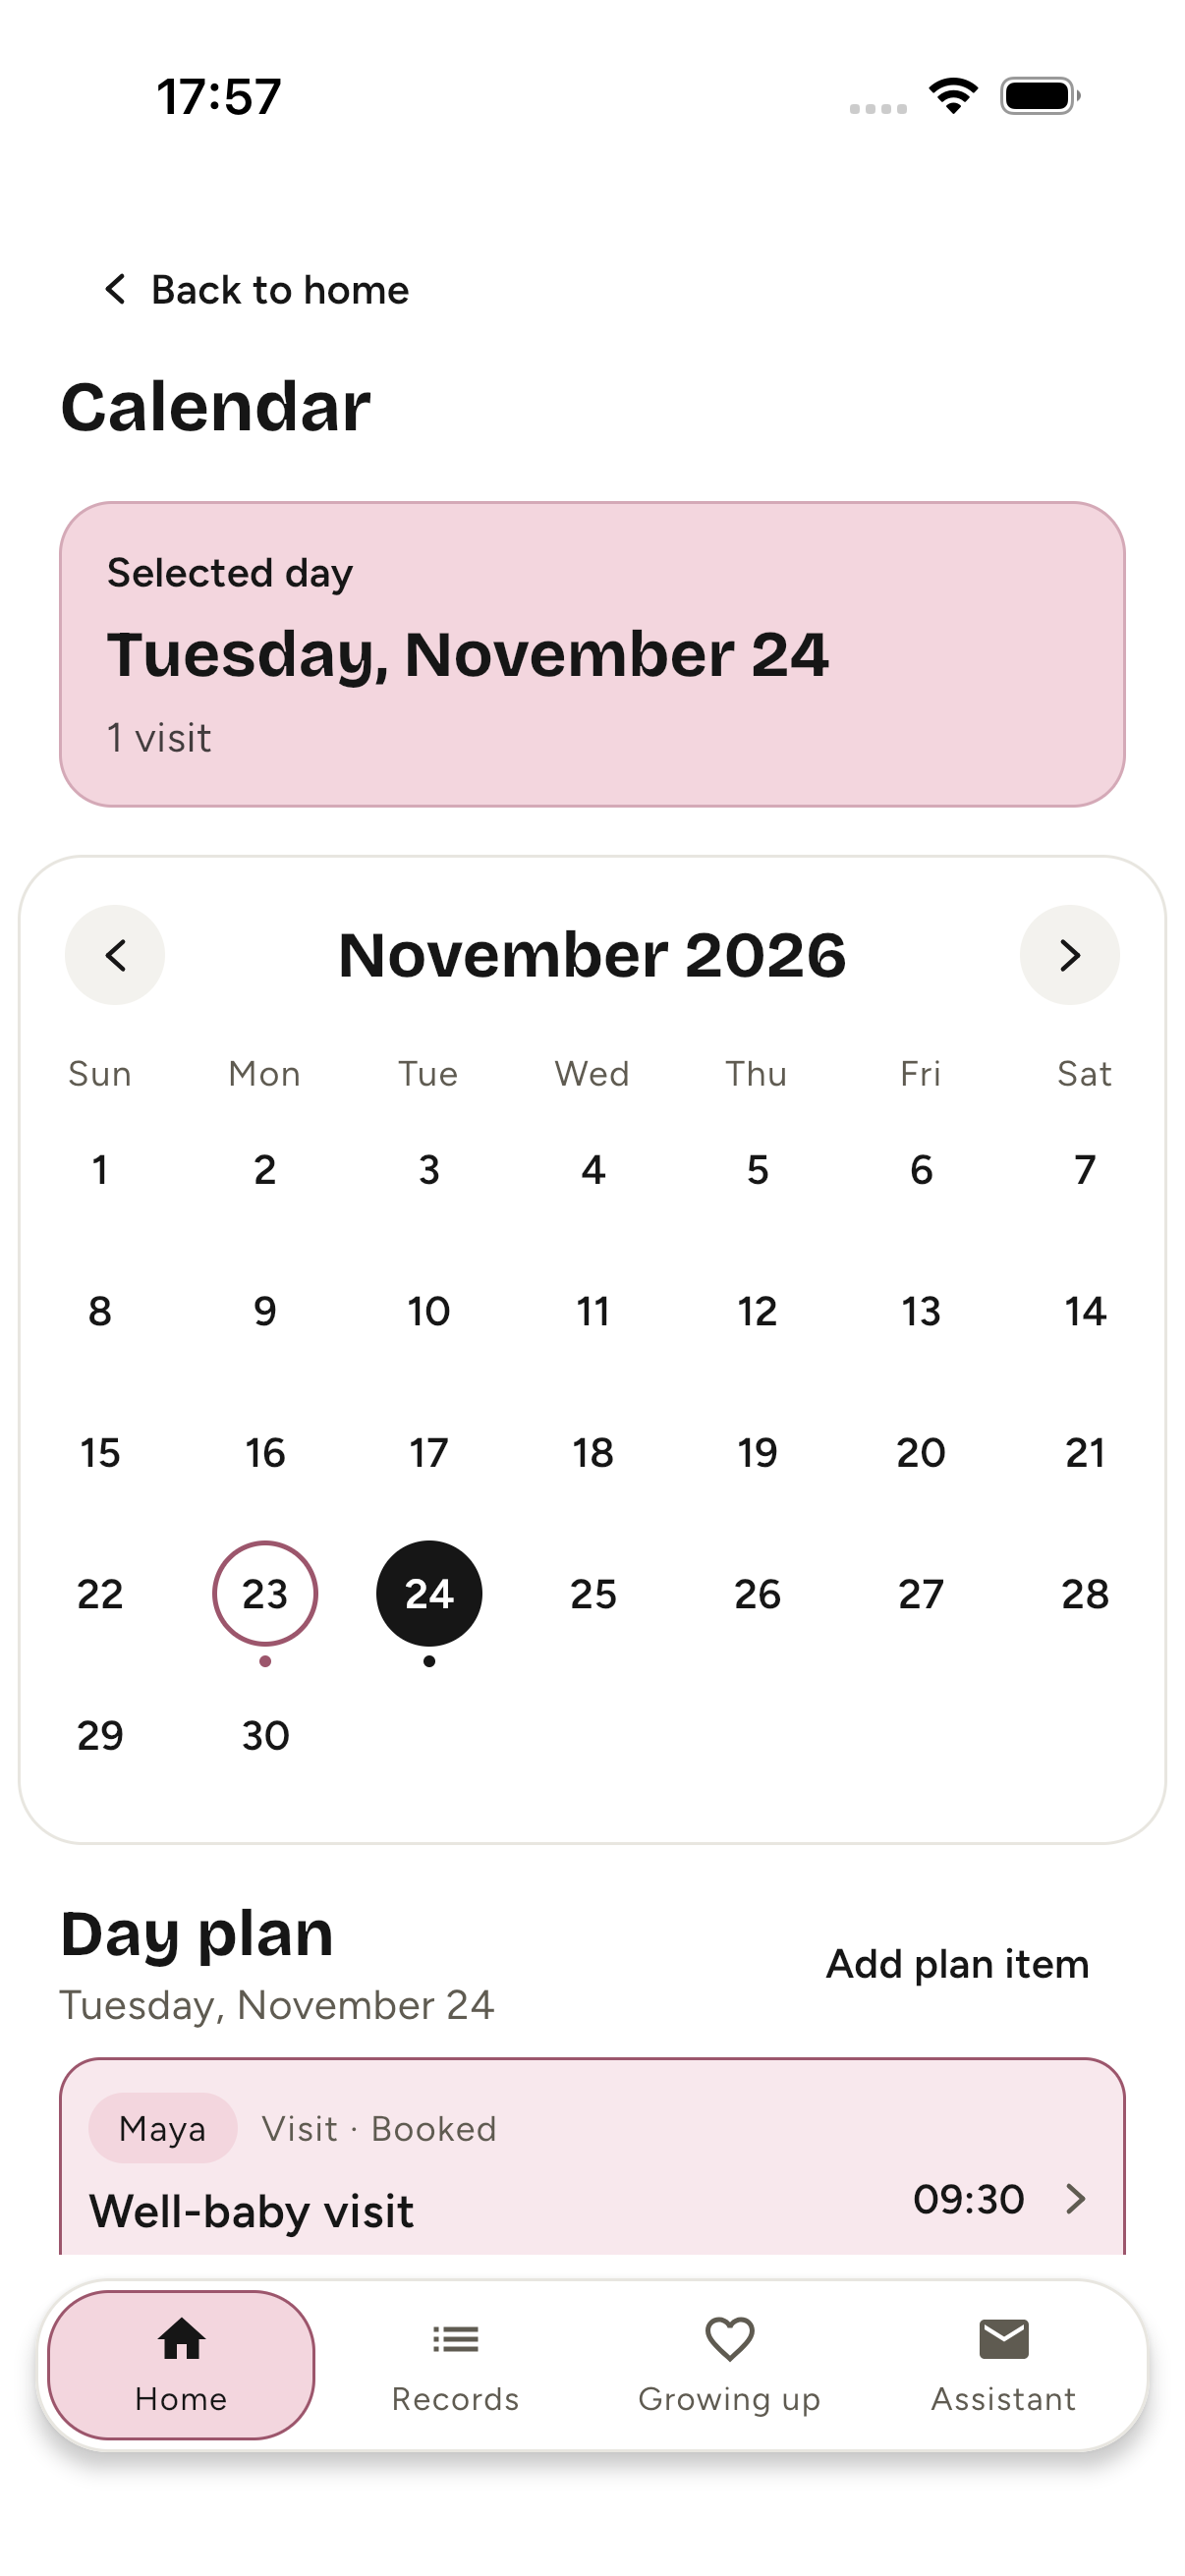 17:57
Back to home
Calendar
Selected day
Tuesday, November 24
1 visit
November 2026
Sun Mon Tue Wed Thu Fri Sat
1 2 3 4 5 6 7
8 9 10 11 12 13 14
15 16 17 18 19 20 21
22 23 24 25 26 27 28
29 30
Day plan
Add plan item
Tuesday, November 24
Maya Visit · Booked
Well-baby visit 09:30
Home Records Growing up Assistant